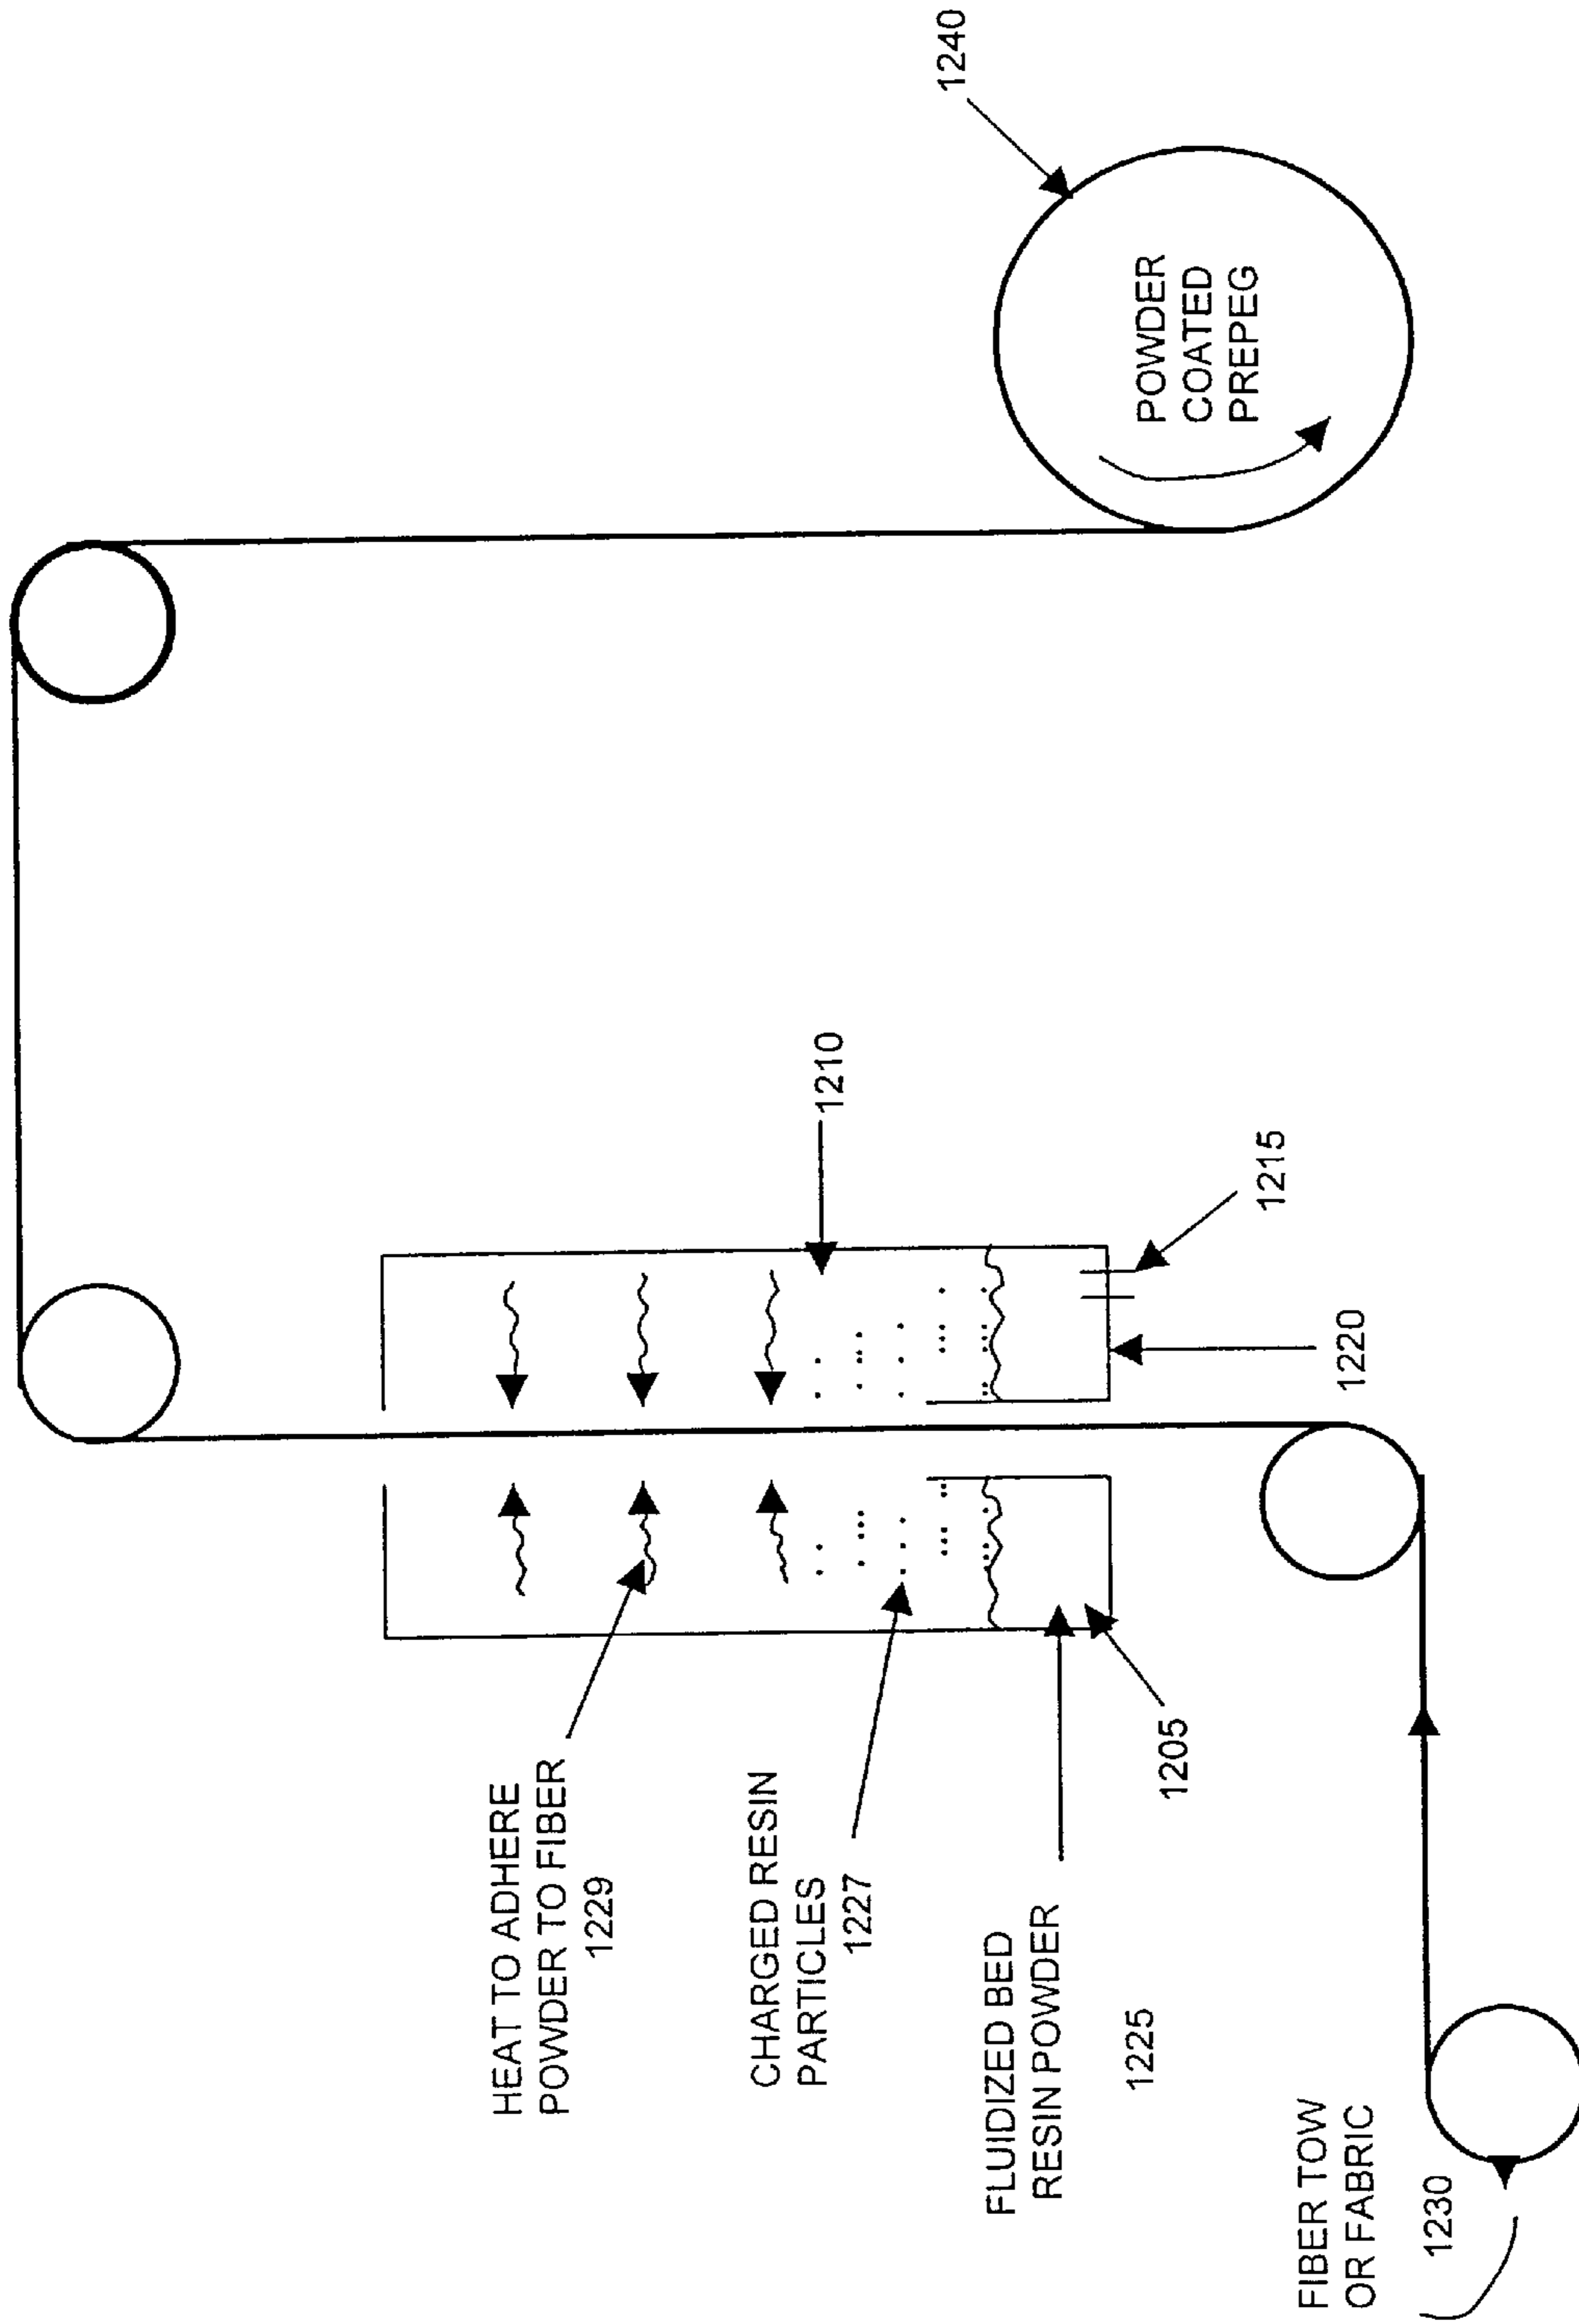 HEAT TO ADHERE
POWDER TO FIBER
1229
CHARGED RESIN
PARTICLES
1227
FLUIDIZED BED
RESIN POWDER
1225
FIBER TOW
OR FABRIC
1230
1205
1220
1215
1210
1240
POWDER
COATED
PREPEG